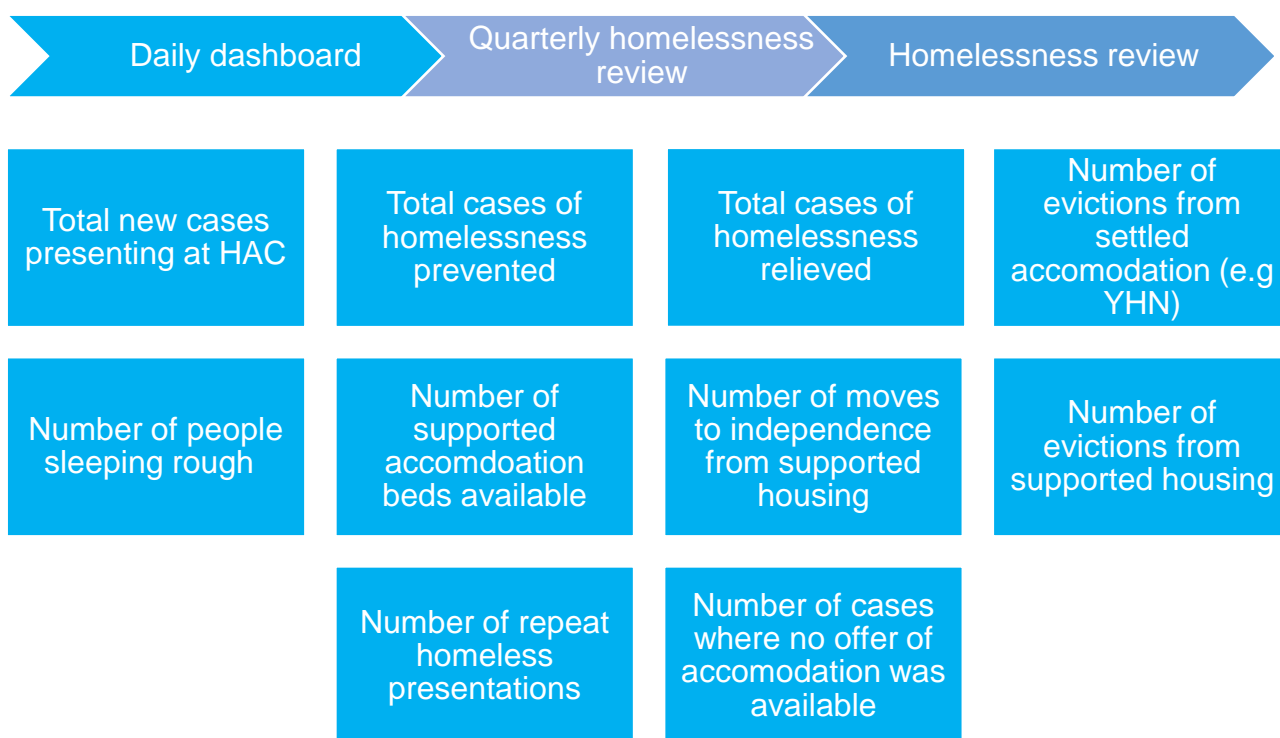 Daily dashboard
Quarterly homelessness
review
Homelessness review
Total new cases
presenting at HAC
Total cases of
homelessness
prevented
Total cases of
homelessness
relieved
Number of
evictions from
settled
accomodation (e.g
YHN)
Number of people
sleeping rough
Number of
supported
accomdoation
beds available
Number of moves
to independence
from supported
housing
Number of
evictions from
supported housing
Number of repeat
homeless
presentations
Number of cases
where no offer of
accomodation was
available